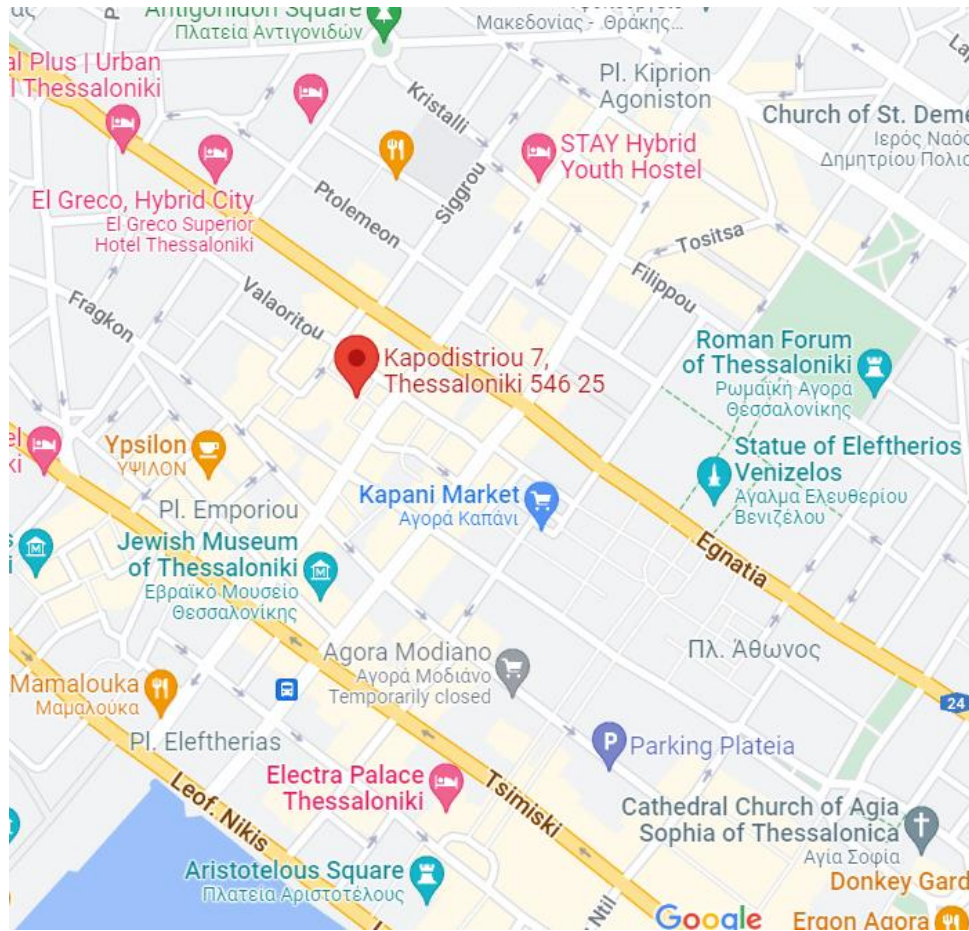 Antigonidon Square
Πλατεία Αντιγονιδών
Μακεδονίας - Θράκης...
al Plus | Urban
l Thessaloniki
Kristalli
Pl. Kiprion
Agoniston
Church of St. Deme
Ιερός Ναός
Δημητρίου Πολιο
STAY Hybrid
Youth Hostel
El Greco, Hybrid City
El Greco Superior
Hotel Thessaloniki
Ptolemeon
Siggrou
Tositsa
Filippou
Fragkon
Valaoritou
Kapodistriou 7,
Thessaloniki 546 25
Roman Forum
of Thessaloniki
Ρωμαϊκή Αγορά
Θεσσαλονίκης
Ypsilon
ΥΨΙΛΟΝ
Statue of Eleftherios
Venizelos
Άγαλμα Ελευθερίου
Βενιζέλου
Kapani Market
Αγορά Καπάνι
Pl. Emporiou
Jewish Museum
of Thessaloniki
Εβραϊκό Μουσείο
Θεσσαλονίκης
Egnatia
Agora Modiano
Αγορά Μοδιάνο
Temporarily closed
Πλ. Άθωνος
Mamalouka
Μαμαλούκα
24
Pl. Eleftherias
P
Parking Plateia
Electra Palace
Thessaloniki
Leof. Nikis
Tsimiski
Cathedral Church of Agia
Sophia of Thessalonica
Αγία Σοφία
Aristotelous Square
Πλατεία Αριστοτέλους
Donkey Gard
Ntil
Google
Ergon Agora